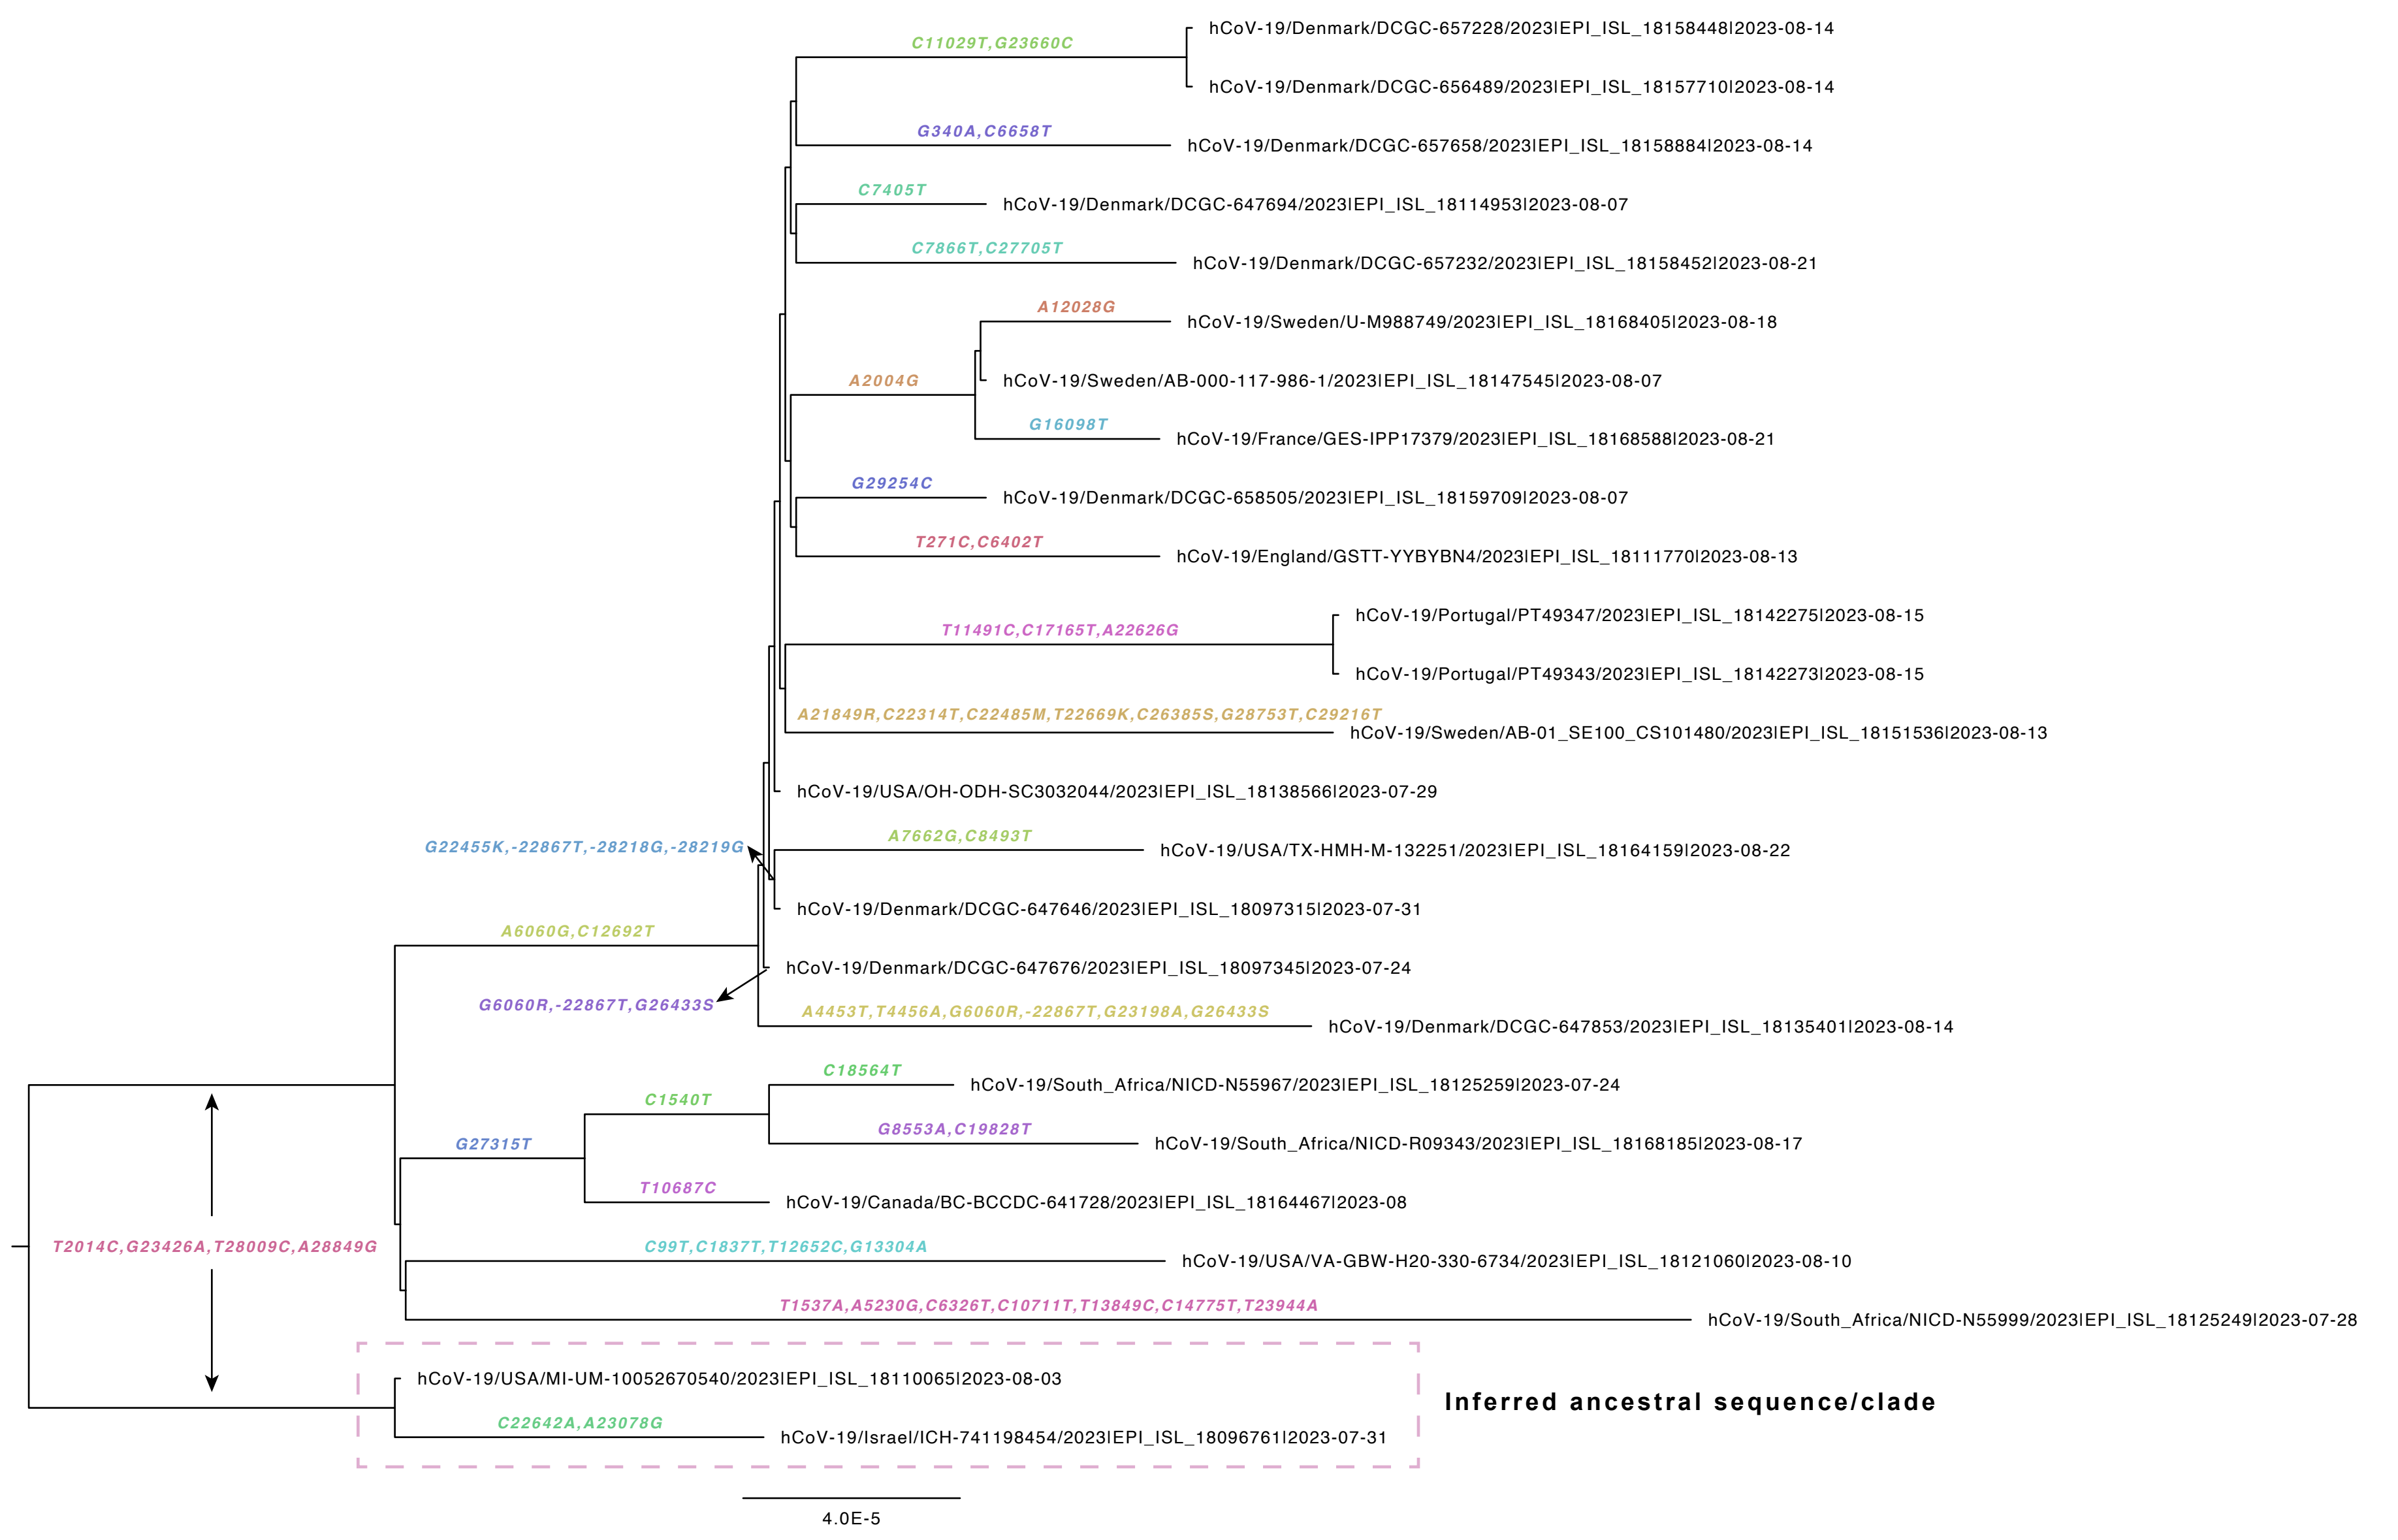 hCoV-19/Denmark/DCGC-657228/2023|EPI_ISL_18158448|2023-08-14
C11029T,G23660C
hCoV-19/Denmark/DCGC-656489/2023|EPI_ISL_18157710|2023-08-14
G340A,C6658T
hCoV-19/Denmark/DCGC-657658/2023|EPI_ISL_18158884|2023-08-14
C7405T
hCoV-19/Denmark/DCGC-647694/2023|EPI_ISL_18114953|2023-08-07
C7866T,C27705T
hCoV-19/Denmark/DCGC-657232/2023|EPI_ISL_18158452|2023-08-21
A12028G
hCoV-19/Sweden/U-M988749/2023|EPI_ISL_18168405|2023-08-18
A2004G
hCoV-19/Sweden/AB-000-117-986-1/2023|EPI_ISL_18147545|2023-08-07
G16098T
hCoV-19/France/GES-IPP17379/2023|EPI_ISL_18168588|2023-08-21
G29254C
hCoV-19/Denmark/DCGC-658505/2023|EPI_ISL_18159709|2023-08-07
T271C,C6402T
hCoV-19/England/GSTT-YYBYBN4/2023|EPI_ISL_18111770|2023-08-13
hCoV-19/Portugal/PT49347/2023|EPI_ISL_18142275|2023-08-15
T11491C,C17165T,A22626G
hCoV-19/Portugal/PT49343/2023|EPI_ISL_18142273|2023-08-15
A21849R,C22314T,C22485M,T22669K,C26385S,G28753T,C29216T
hCoV-19/Sweden/AB-01_SE100_CS101480/2023|EPI_ISL_18151536|2023-08-13
hCoV-19/USA/OH-ODH-SC3032044/2023|EPI_ISL_18138566|2023-07-29
G22455K,-22867T,-28218G,-28219G
A7662G,C8493T
hCoV-19/USA/TX-HMH-M-132251/2023|EPI_ISL_18164159|2023-08-22
hCoV-19/Denmark/DCGC-647646/2023|EPI_ISL_18097315|2023-07-31
A6060G,C12692T
hCoV-19/Denmark/DCGC-647676/2023|EPI_ISL_18097345|2023-07-24
G6060R,-22867T,G26433S
A4453T,T4456A,G6060R,-22867T,G23198A,G26433S
hCoV-19/Denmark/DCGC-647853/2023|EPI_ISL_18135401|2023-08-14
C18564T
hCoV-19/South_Africa/NICD-N55967/2023|EPI_ISL_18125259|2023-07-24
C1540T
G8553A,C19828T
hCoV-19/South_Africa/NICD-R09343/2023|EPI_ISL_18168185|2023-08-17
G27315T
T10687C
hCoV-19/Canada/BC-BCCDC-641728/2023|EPI_ISL_18164467|2023-08
T2014C,G23426A,T28009C,A28849G
C99T,C1837T,T12652C,G13304A
hCoV-19/USA/VA-GBW-H20-330-6734/2023|EPI_ISL_18121060|2023-08-10
T1537A,A5230G,C6326T,C10711T,T13849C,C14775T,T23944A
hCoV-19/South_Africa/NICD-N55999/2023|EPI_ISL_18125249|2023-07-28
hCoV-19/USA/MI-UM-10052670540/2023|EPI_ISL_18110065|2023-08-03
Inferred ancestral sequence/clade
C22642A,A23078G
hCoV-19/Israel/ICH-741198454/2023|EPI_ISL_18096761|2023-07-31
4.0E-5